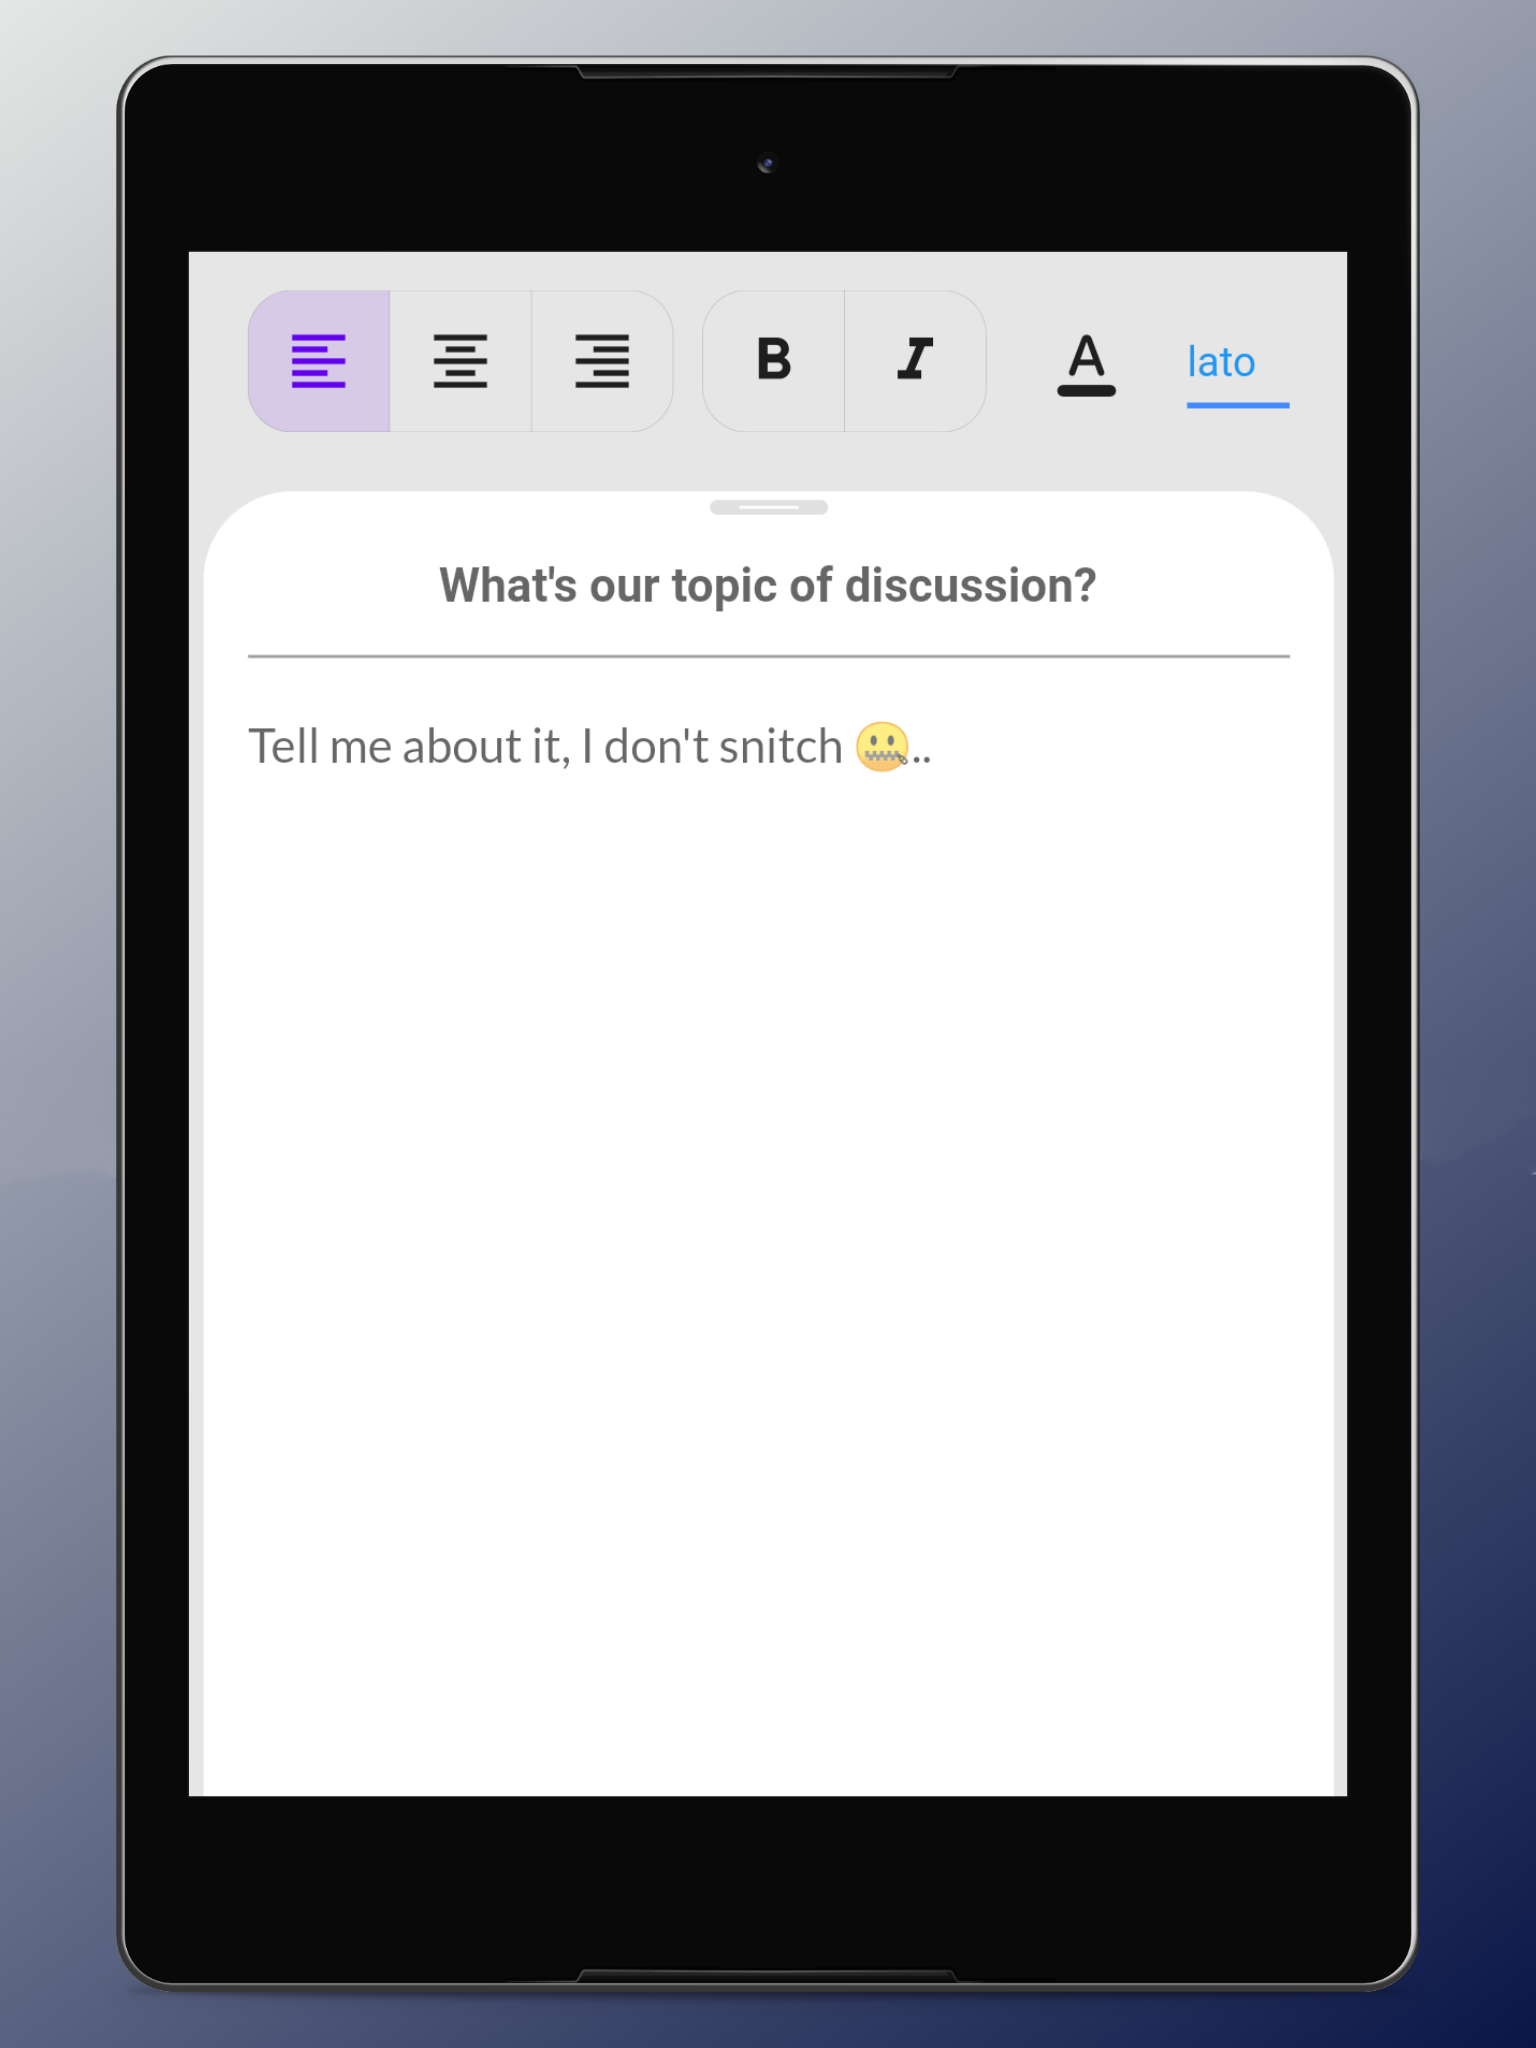 B I A lato
What's our topic of discussion?
Tell me about it, I don't snitch 🤐..